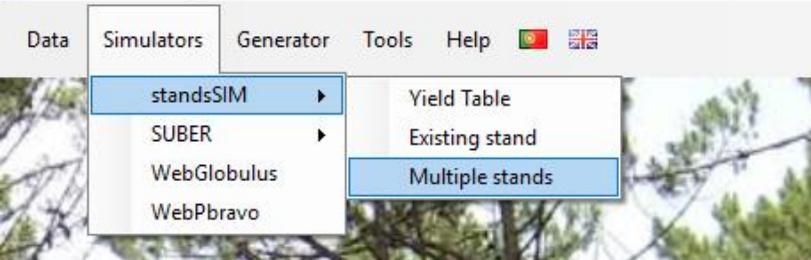 Data Simulators Generator Tools Help
standsSIM
SUBER
WebGlobulus
WebPbravo
Yield Table
Existing stand
Multiple stands